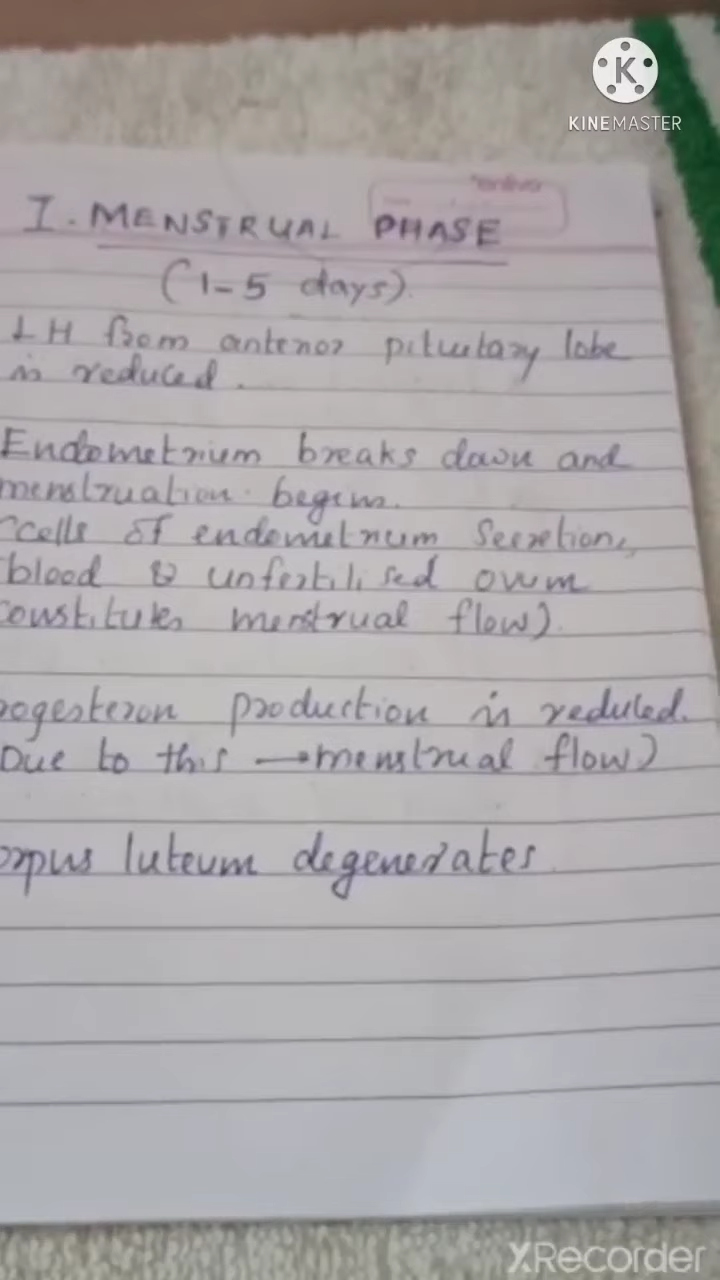 KINEMASTER
I. MENSTRUAL PHASE
(1-5 days).
LH from anterior pitutary lobe
is reduced.
Endometrium breaks down and
menstruation begins.
(cells of endometrium secretion,
blood & unfertilised ovum
constitutes menstrual flow).
rogesteron production is reduced.
Due to this → menstrual flow)
orpus luteum degenerates
XRecorder